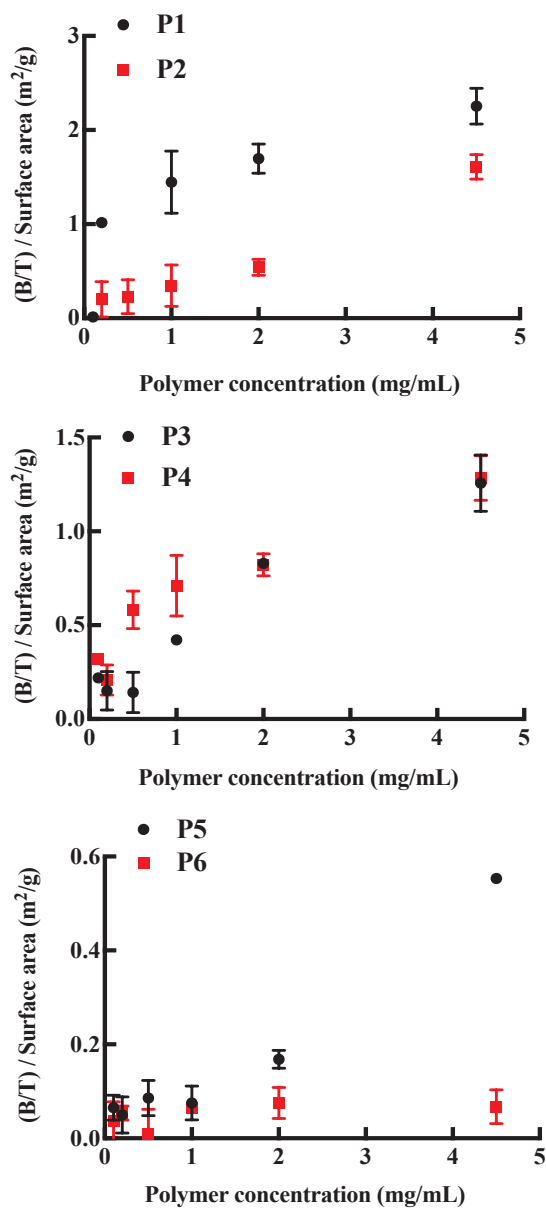 P1
P2
(B/T) / Surface area (m²/g)
3
2
1
0
0 1 2 3 4 5
Polymer concentration (mg/mL)
P3
P4
(B/T) / Surface area (m²/g)
1.5
1.0
0.5
0.0
0 1 2 3 4 5
Polymer concentration (mg/mL)
P5
P6
(B/T) / Surface area (m²/g)
0.6
0.4
0.2
0.0
0 1 2 3 4 5
Polymer concentration (mg/mL)